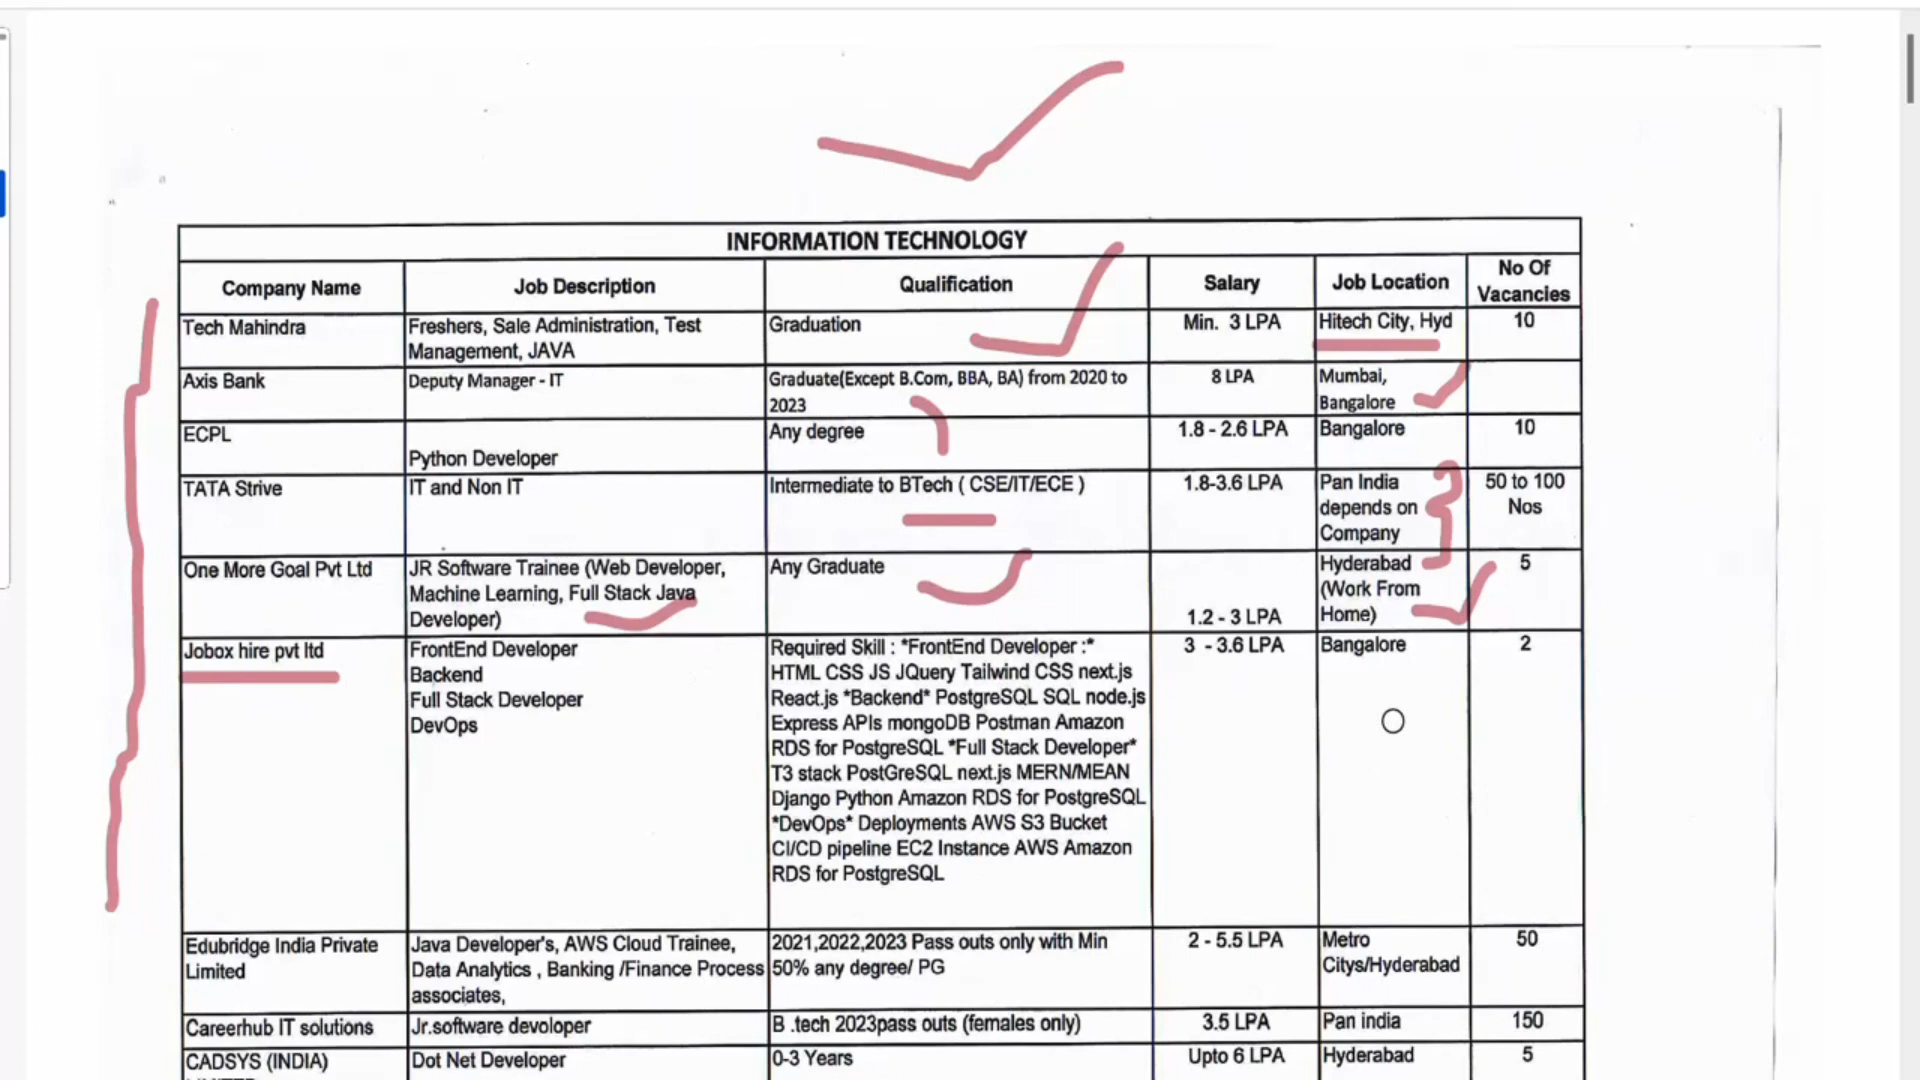 INFORMATION TECHNOLOGY
Company Name Job Description Qualification Salary Job Location No Of Vacancies
Tech Mahindra
Freshers, Sale Administration, Test
Management, JAVA
Graduation
Min. 3 LPA
Hitech City, Hyd
10
Axis Bank
Deputy Manager - IT
Graduate(Except B.Com, BBA, BA) from 2020 to
2023
8 LPA
Mumbai,
Bangalore
ECPL
Python Developer
Any degree
1.8 - 2.6 LPA
Bangalore
10
TATA Strive
IT and Non IT
Intermediate to BTech ( CSE/IT/ECE )
1.8-3.6 LPA
Pan India
depends on
Company
50 to 100
Nos
One More Goal Pvt Ltd
JR Software Trainee (Web Developer,
Machine Learning, Full Stack Java
Developer)
Any Graduate
1.2 - 3 LPA
Hyderabad
(Work From
Home)
5
Jobox hire pvt ltd
FrontEnd Developer
Backend
Full Stack Developer
DevOps
Required Skill : *FrontEnd Developer :*
HTML CSS JS JQuery Tailwind CSS next.js
React.js *Backend* PostgreSQL SQL node.js
Express APIs mongoDB Postman Amazon
RDS for PostgreSQL *Full Stack Developer*
T3 stack PostGreSQL next.js MERN/MEAN
Django Python Amazon RDS for PostgreSQL
*DevOps* Deployments AWS S3 Bucket
CI/CD pipeline EC2 Instance AWS Amazon
RDS for PostgreSQL
3 - 3.6 LPA
Bangalore
2
Edubridge India Private
Limited
Java Developer's, AWS Cloud Trainee,
Data Analytics , Banking /Finance Process
associates,
2021,2022,2023 Pass outs only with Min
50% any degree/ PG
2 - 5.5 LPA
Metro
Citys/Hyderabad
50
Careerhub IT solutions
Jr.software devoloper
B .tech 2023pass outs (females only)
3.5 LPA
Pan india
150
CADSYS (INDIA)
Dot Net Developer
0-3 Years
Upto 6 LPA
Hyderabad
5